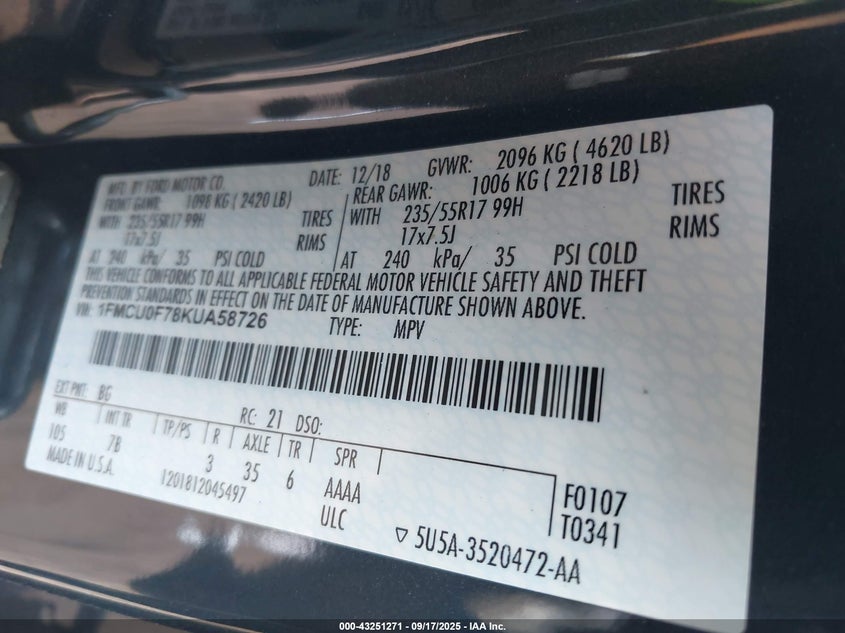 MFD. BY FORD MOTOR CO. DATE: 12/18 GVWR: 2096 KG ( 4620 LB)
FRONT GAWR: 1098 KG ( 2420 LB) REAR GAWR: 1006 KG ( 2218 LB)
WITH 235/55R17 99H TIRES WITH 235/55R17 99H TIRES
17x7.5J RIMS 17x7.5J RIMS
AT 240 kPa/ 35 PSI COLD AT 240 kPa/ 35 PSI COLD
THIS VEHICLE CONFORMS TO ALL APPLICABLE FEDERAL MOTOR VEHICLE SAFETY AND THEFT
PREVENTION STANDARDS IN EFFECT ON THE DATE OF MANUFACTURE SHOWN ABOVE.
VIN: 1FMCU0F78KUA58726 TYPE: MPV
EXT PNT: BG RC: 21 DSO:
WB INT TR TP/PS R AXLE TR SPR
105 7B 3 35 6 AAAA
MADE IN U.S.A. 1201812045497 ULC
F0107
T0341
▽ 5U5A-3520472-AA
000-43251271 - 09/17/2025 - IAA Inc.